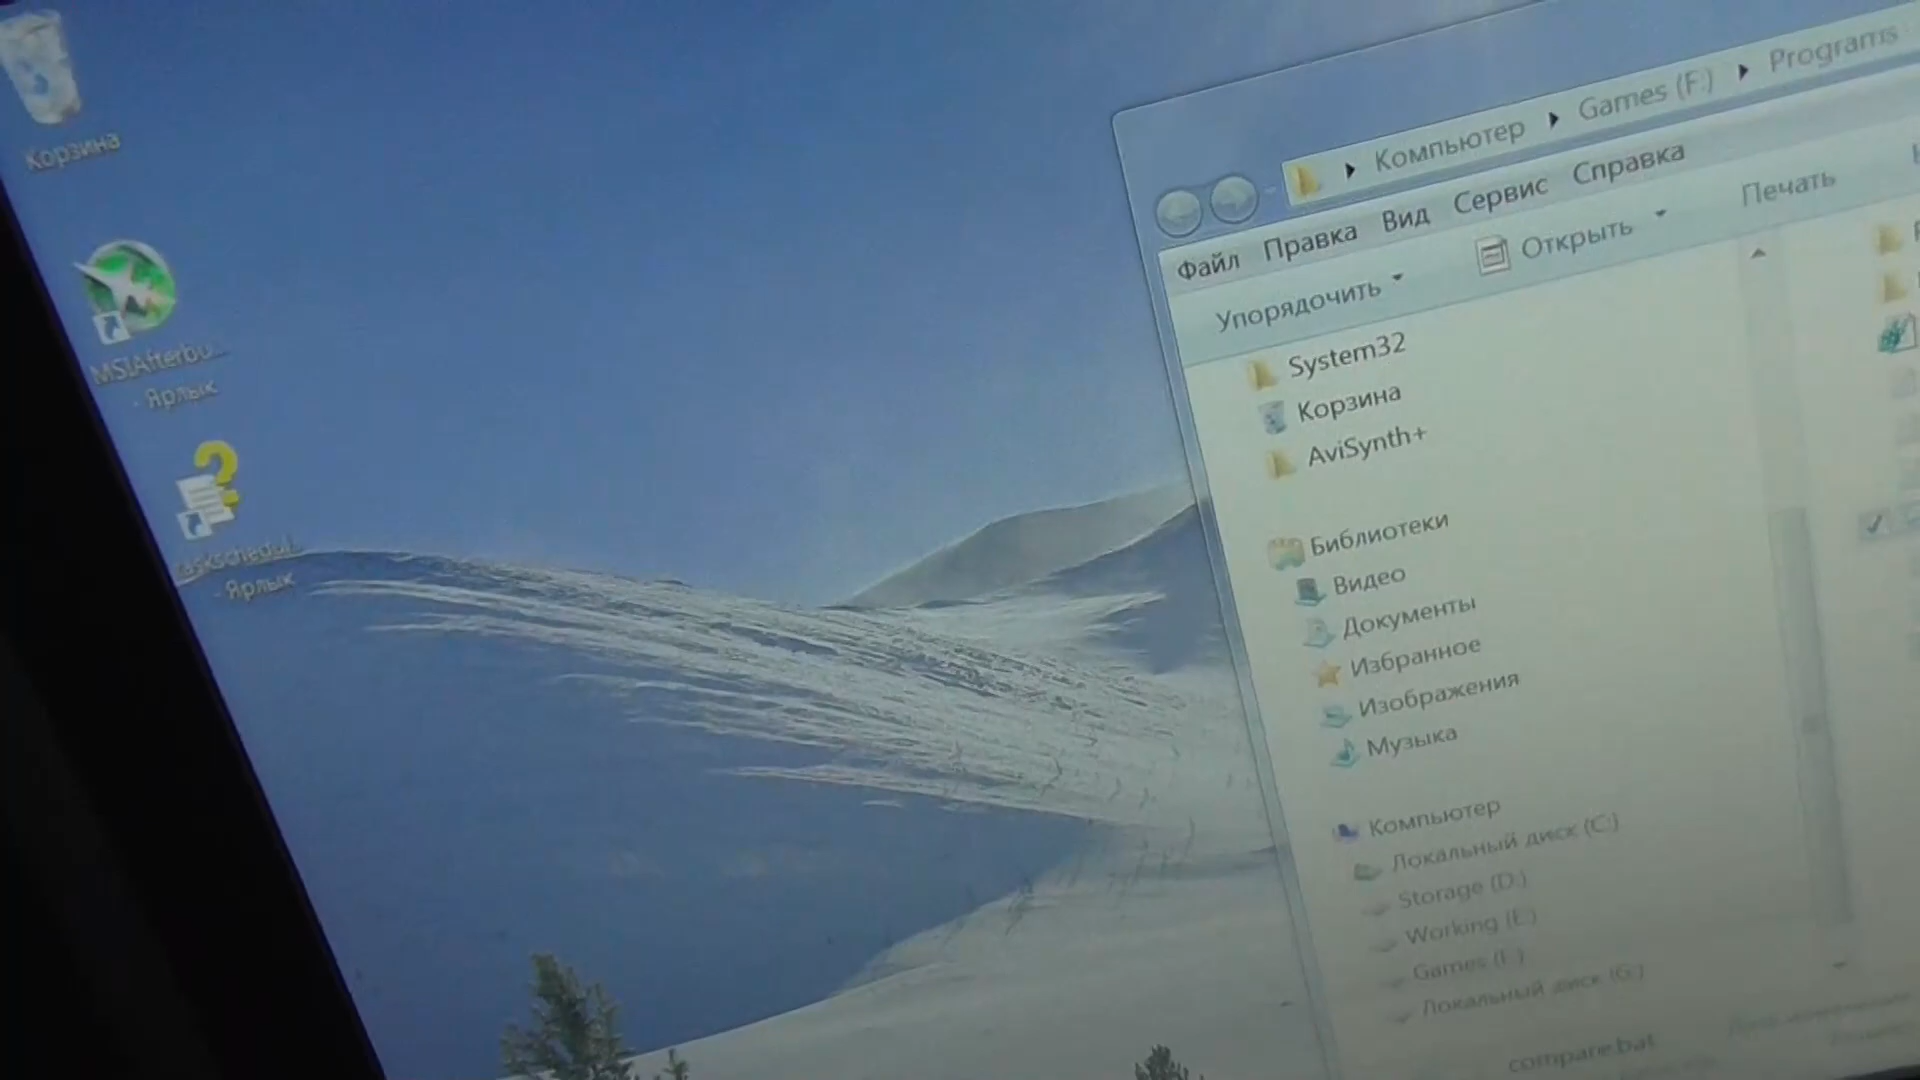 Корзина
MSIAfterbu...
- Ярлык
taskschedul...
- Ярлык
Компьютер
Games (F:)
Programs
Файл Правка Вид Сервис Справка
Упорядочить
Открыть
Печать
System32
Корзина
AviSynth+
Библиотеки
Видео
Документы
Избранное
Изображения
Музыка
Компьютер
Локальный диск (C:)
Storage (D:)
Working (E:)
Games (F:)
Локальный диск (G:)
compare.bat